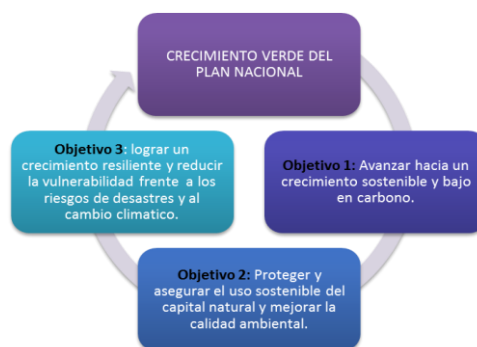 CRECIMIENTO VERDE DEL
PLAN NACIONAL
Objetivo 1: Avanzar hacia un
crecimiento sostenible y bajo
en carbono.
Objetivo 2: Proteger y
asegurar el uso sostenible del
capital natural y mejorar la
calidad ambiental.
Objetivo 3: lograr un
crecimiento resiliente y reducir
la vulnerabilidad frente a los
riesgos de desastres y al
cambio climatico.